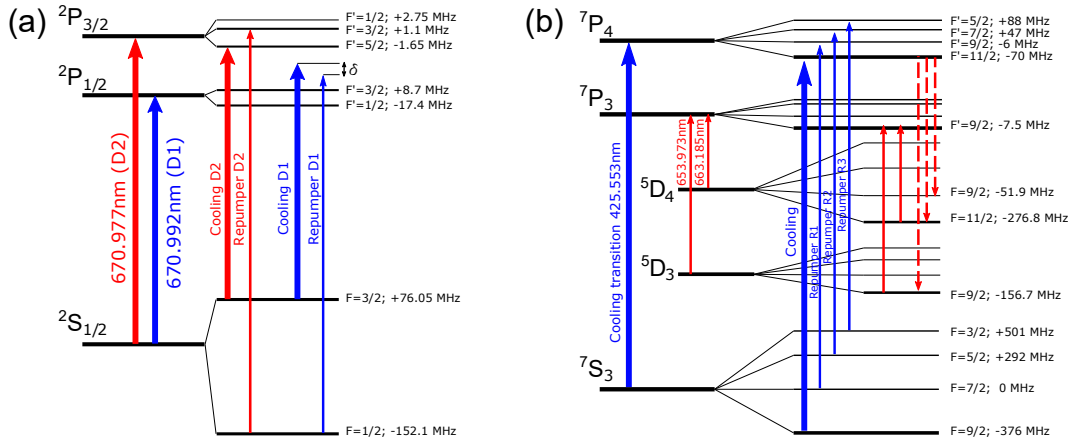 (a)
²P₃/₂
F'=1/2; +2.75 MHz
F'=3/2; +1.1 MHz
F'=5/2; -1.65 MHz
²P₁/₂
δ
F'=3/2; +8.7 MHz
F'=1/2; -17.4 MHz
670.977nm (D2)
670.992nm (D1)
Cooling D2
Repumper D2
Cooling D1
Repumper D1
F=3/2; +76.05 MHz
²S₁/₂
F=1/2; -152.1 MHz
(b)
⁷P₄
F'=5/2; +88 MHz
F'=7/2; +47 MHz
F'=9/2; -6 MHz
F'=11/2; -70 MHz
⁷P₃
F'=9/2; -7.5 MHz
653.973nm
663.185nm
⁵D₄
F=9/2; -51.9 MHz
F=11/2; -276.8 MHz
⁵D₃
F=9/2; -156.7 MHz
Cooling transition 425.553nm
Cooling
Repumper R1
Repumper R2
Repumper R3
F=3/2; +501 MHz
F=5/2; +292 MHz
⁷S₃
F=7/2; 0 MHz
F=9/2; -376 MHz